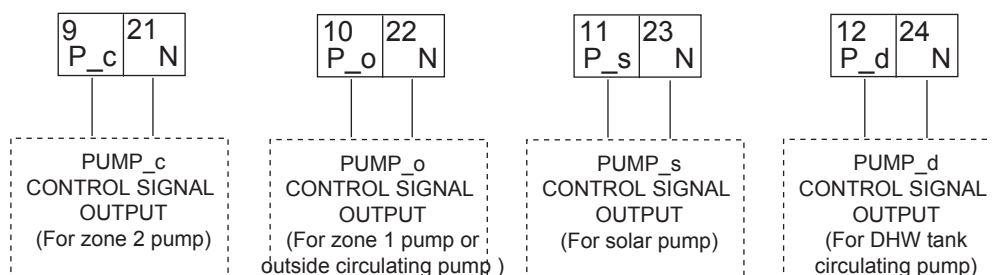 9 21
P_c N
10 22
P_o N
11 23
P_s N
12 24
P_d N
PUMP_c
CONTROL SIGNAL
OUTPUT
(For zone 2 pump)
PUMP_o
CONTROL SIGNAL
OUTPUT
(For zone 1 pump or
outside circulating pump )
PUMP_s
CONTROL SIGNAL
OUTPUT
(For solar pump)
PUMP_d
CONTROL SIGNAL
OUTPUT
(For DHW tank
circulating pump)